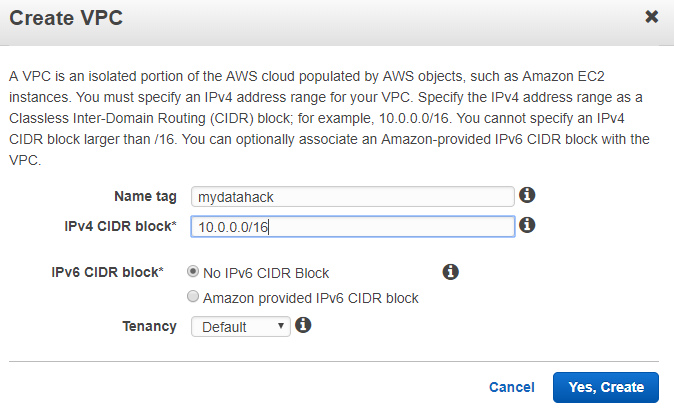 Create VPC
A VPC is an isolated portion of the AWS cloud populated by AWS objects, such as Amazon EC2
instances. You must specify an IPv4 address range for your VPC. Specify the IPv4 address range as a
Classless Inter-Domain Routing (CIDR) block; for example, 10.0.0.0/16. You cannot specify an IPv4
CIDR block larger than /16. You can optionally associate an Amazon-provided IPv6 CIDR block with the
VPC.
Name tag mydatahack
IPv4 CIDR block* 10.0.0.0/16
IPv6 CIDR block* No IPv6 CIDR Block
Amazon provided IPv6 CIDR block
Tenancy Default
Cancel Yes, Create